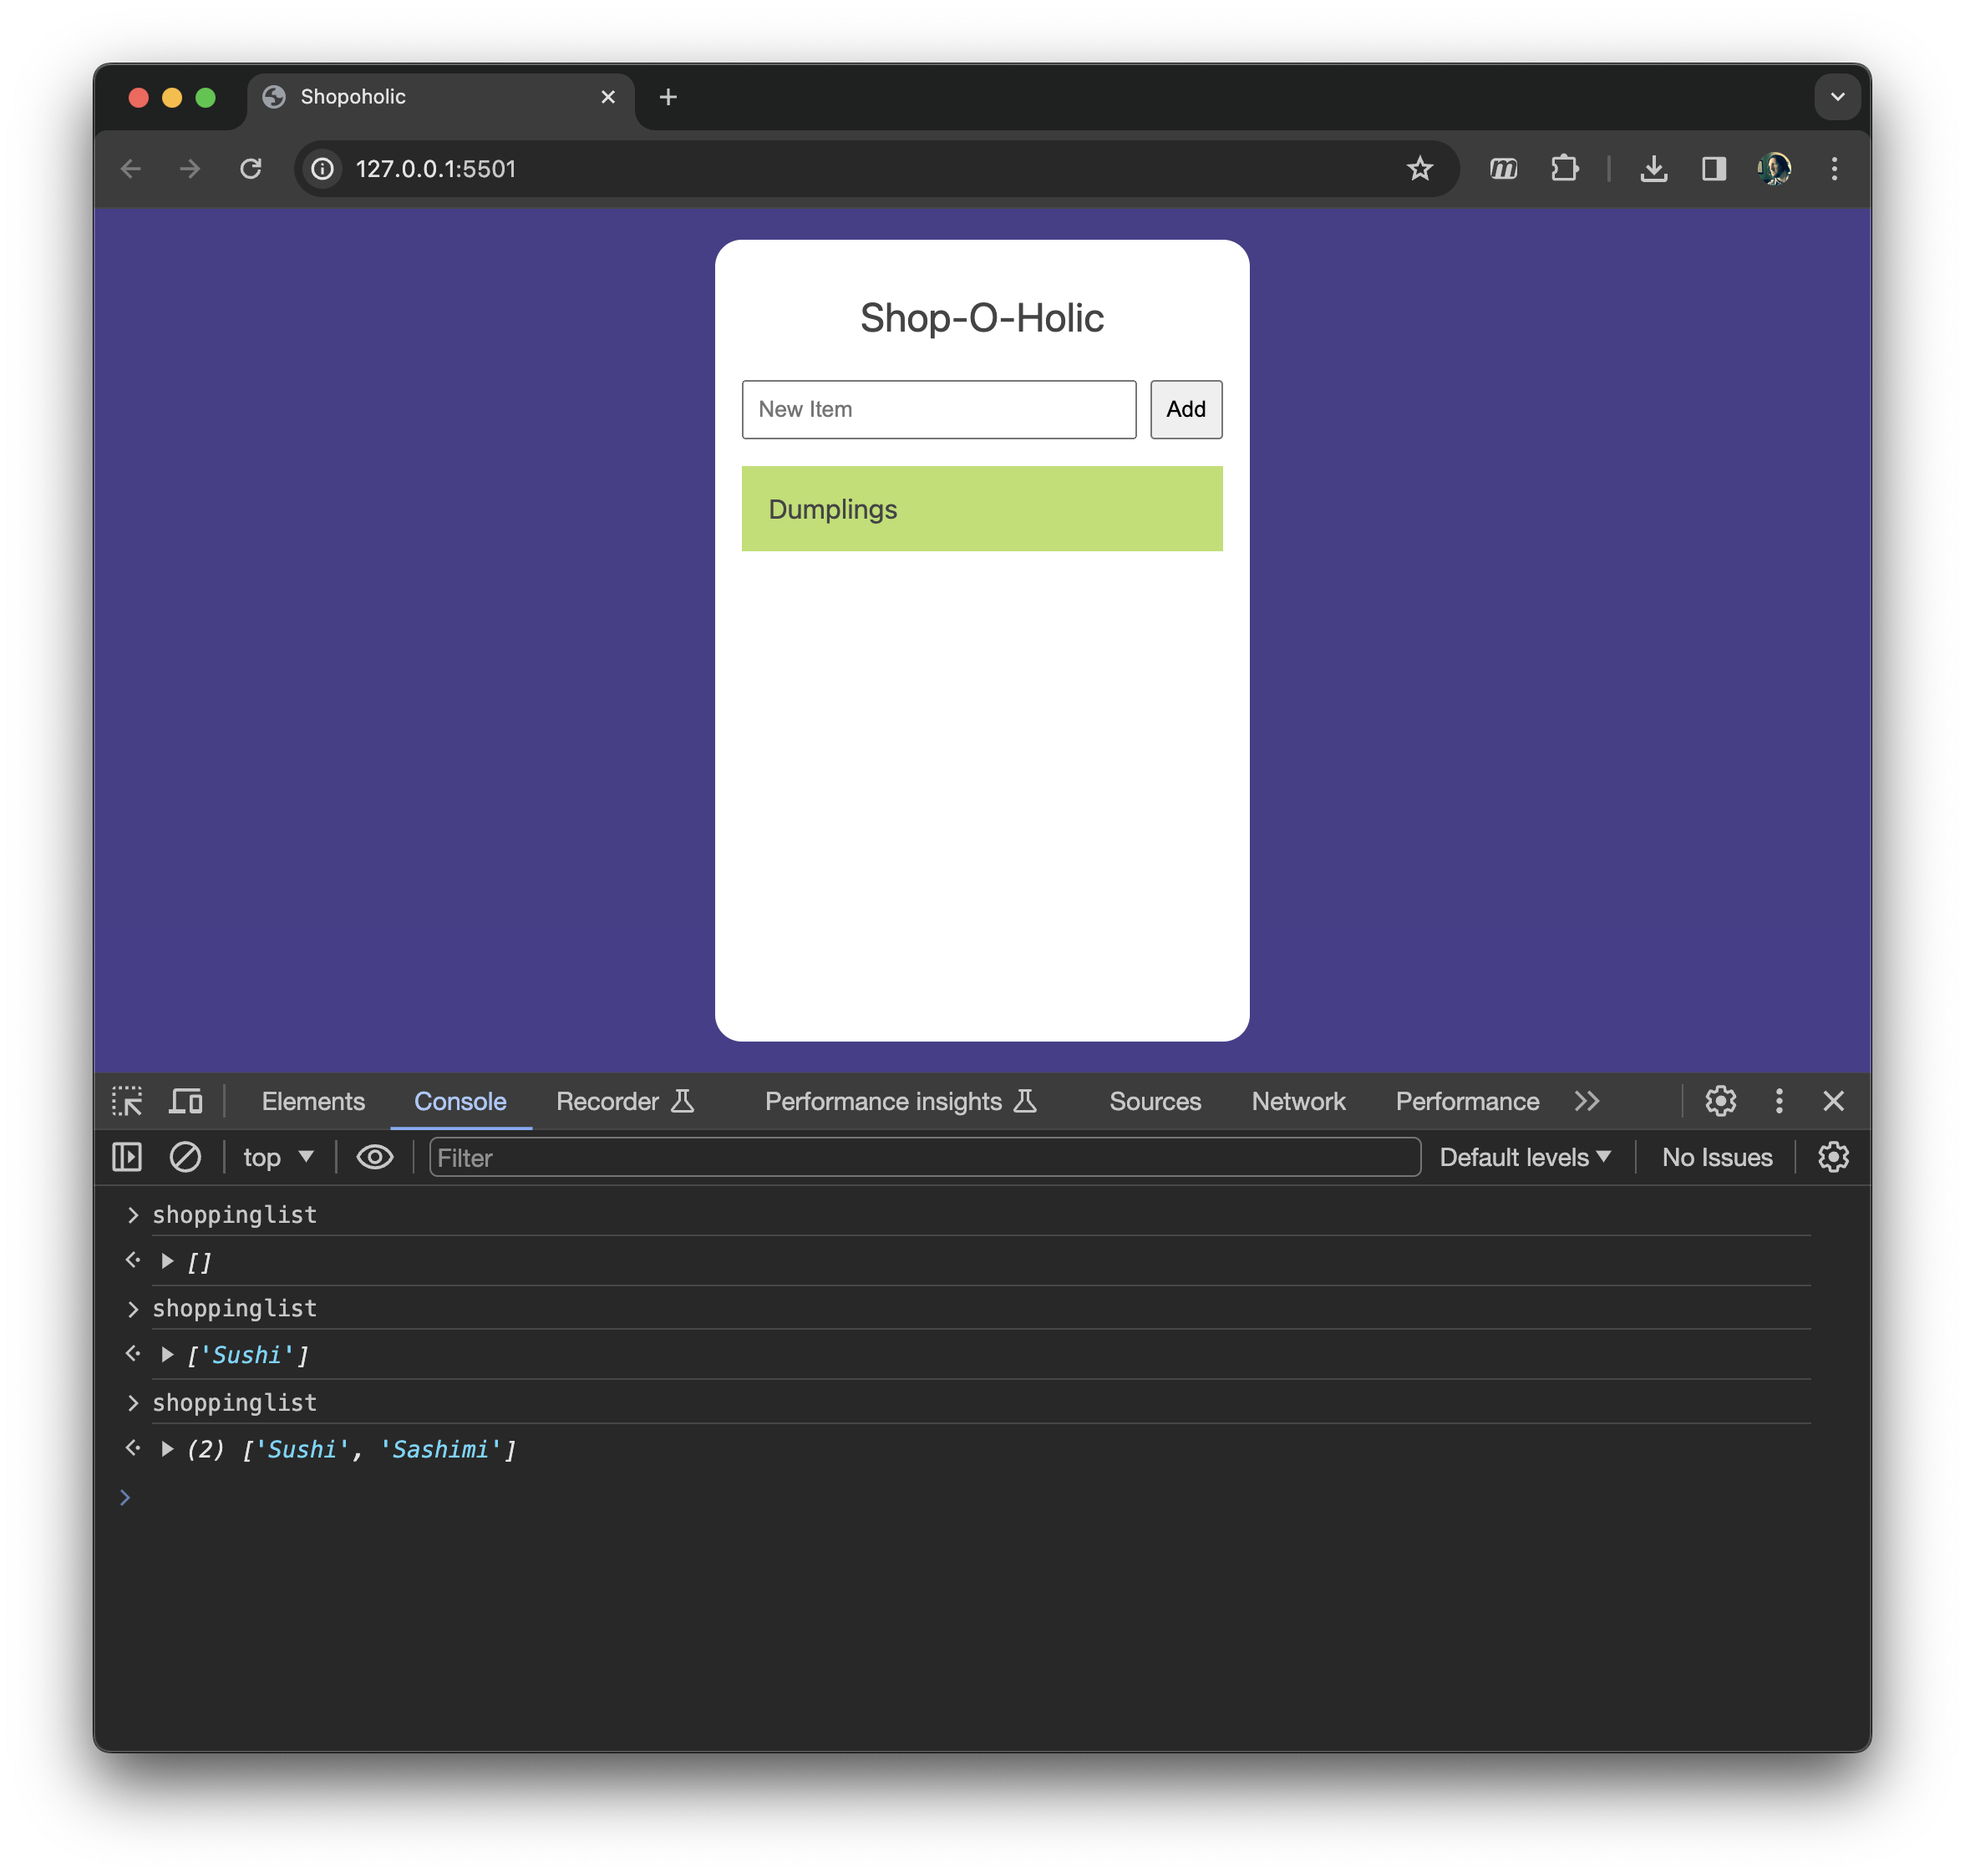 Shopoholic
127.0.0.1:5501
Shop-O-Holic
New Item Add
Dumplings
Elements Console Recorder Performance insights Sources Network Performance
top Filter Default levels No Issues
> shoppinglist
[]
> shoppinglist
['Sushi']
> shoppinglist
(2) ['Sushi', 'Sashimi']
>